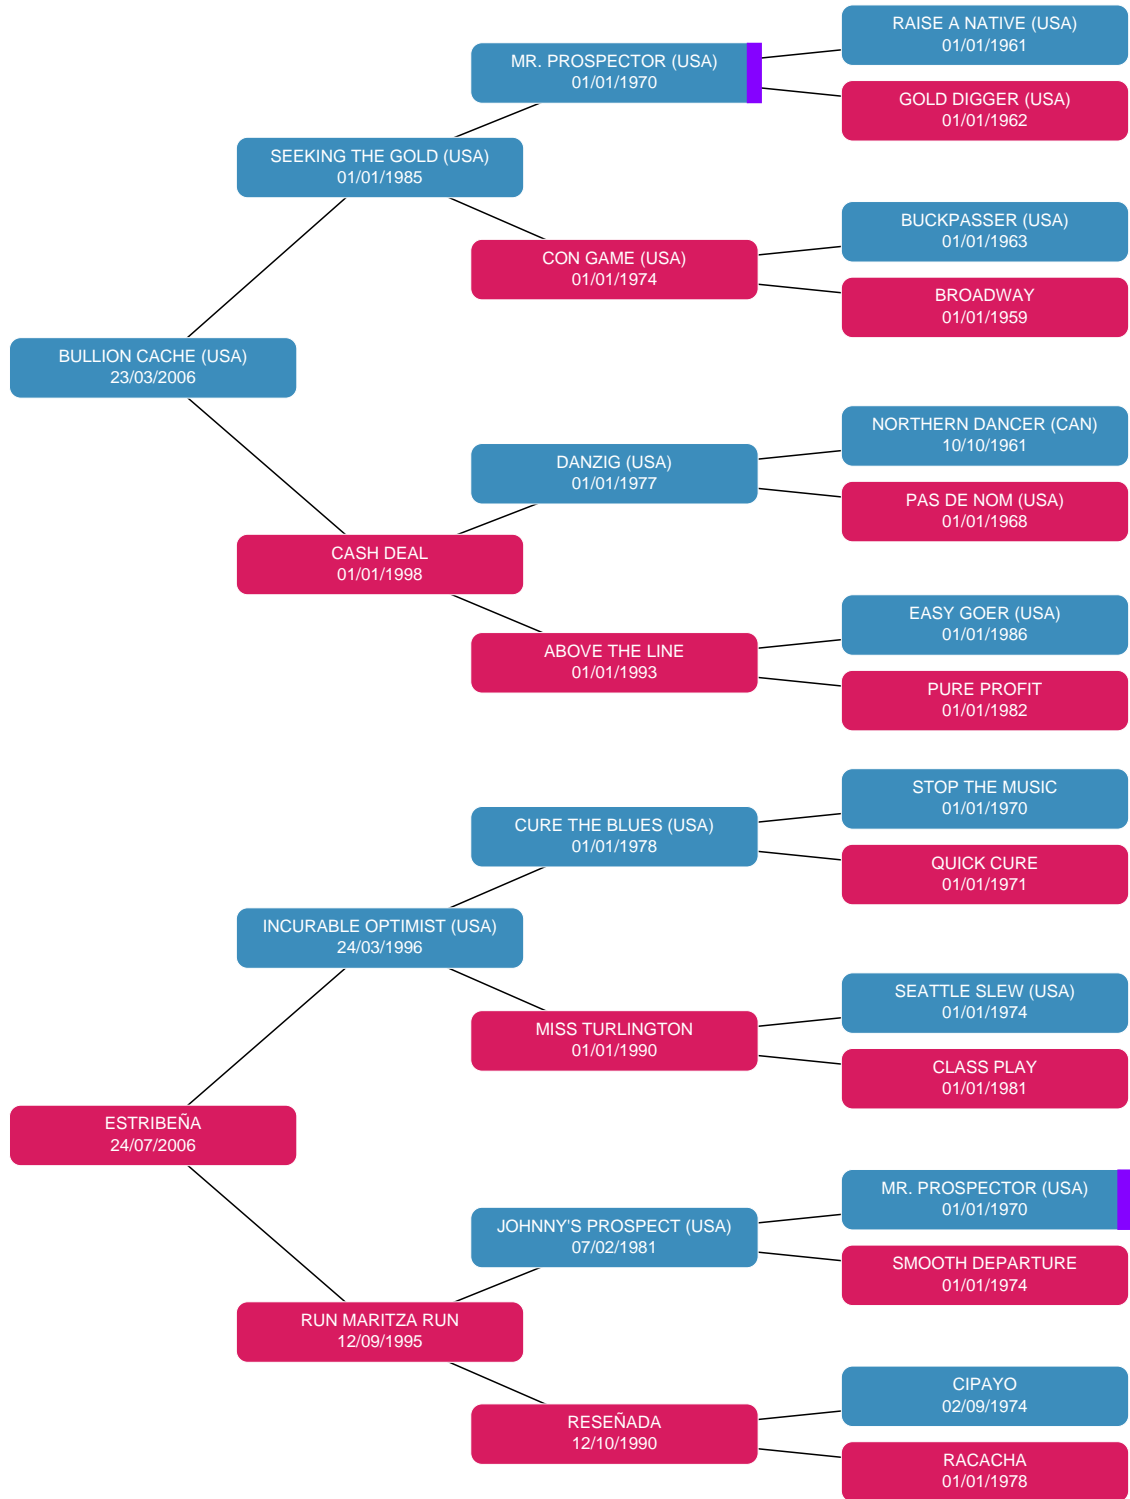 RAISE A NATIVE (USA)
01/01/1961
MR. PROSPECTOR (USA)
01/01/1970
GOLD DIGGER (USA)
01/01/1962
SEEKING THE GOLD (USA)
01/01/1985
BUCKPASSER (USA)
01/01/1963
CON GAME (USA)
01/01/1974
BROADWAY
01/01/1959
BULLION CACHE (USA)
23/03/2006
NORTHERN DANCER (CAN)
10/10/1961
DANZIG (USA)
01/01/1977
PAS DE NOM (USA)
01/01/1968
CASH DEAL
01/01/1998
EASY GOER (USA)
01/01/1986
ABOVE THE LINE
01/01/1993
PURE PROFIT
01/01/1982
STOP THE MUSIC
01/01/1970
CURE THE BLUES (USA)
01/01/1978
QUICK CURE
01/01/1971
INCURABLE OPTIMIST (USA)
24/03/1996
SEATTLE SLEW (USA)
01/01/1974
MISS TURLINGTON
01/01/1990
CLASS PLAY
01/01/1981
ESTRIBEÑA
24/07/2006
MR. PROSPECTOR (USA)
01/01/1970
JOHNNY'S PROSPECT (USA)
07/02/1981
SMOOTH DEPARTURE
01/01/1974
RUN MARITZA RUN
12/09/1995
CIPAYO
02/09/1974
RESEÑADA
12/10/1990
RACACHA
01/01/1978